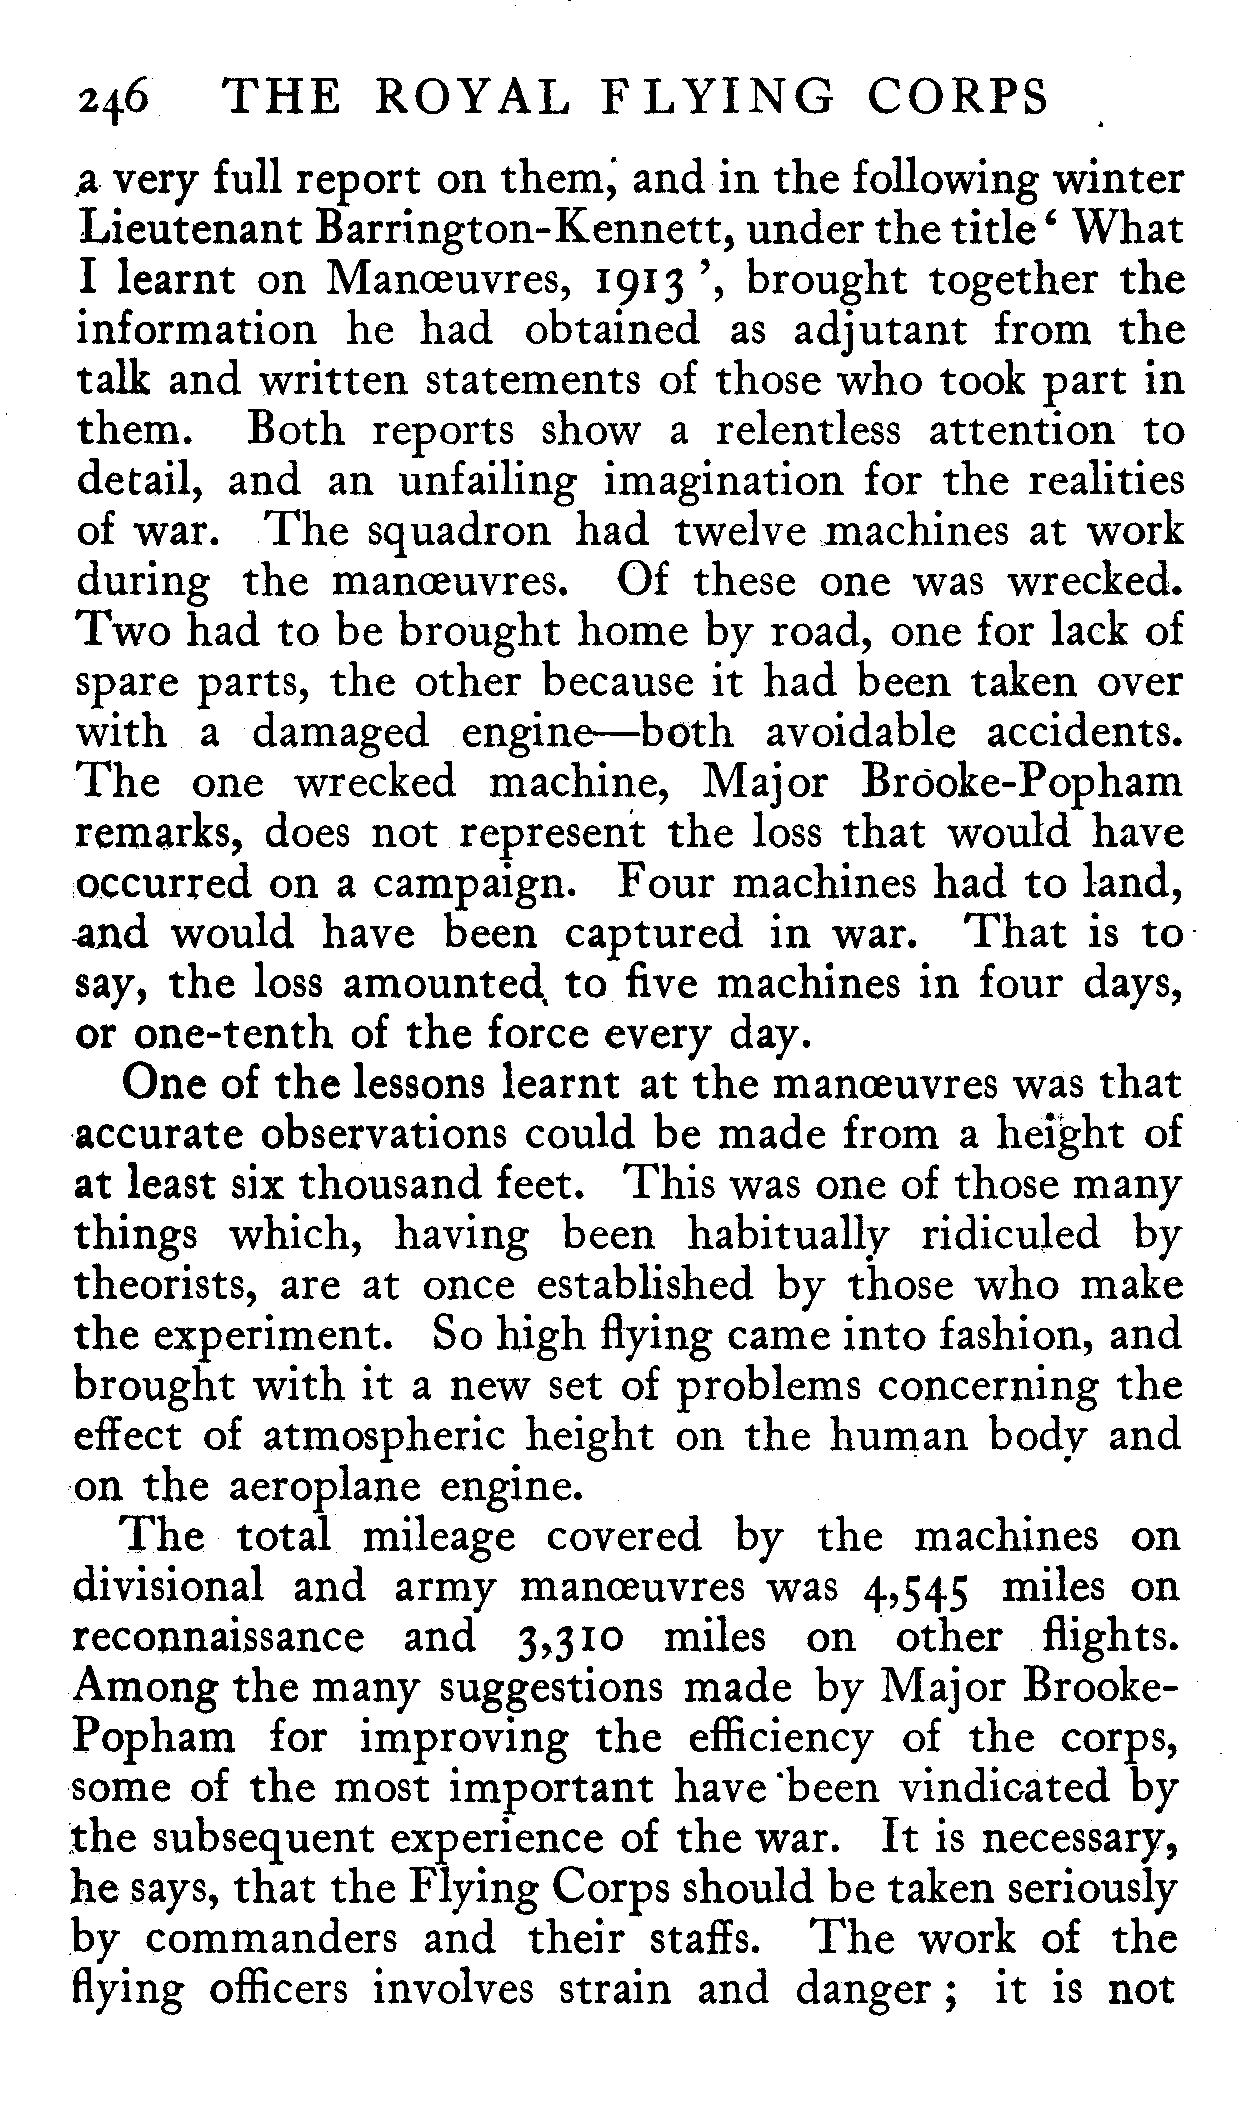 246 THE ROYAL FLYING CORPS
a very full report on them, and in the following winter
Lieutenant Barrington-Kennett, under the title ‘ What
I learnt on Manœuvres, 1913 ’, brought together the
information he had obtained as adjutant from the
talk and written statements of those who took part in
them. Both reports show a relentless attention to
detail, and an unfailing imagination for the realities
of war. The squadron had twelve machines at work
during the manœuvres. Of these one was wrecked.
Two had to be brought home by road, one for lack of
spare parts, the other because it had been taken over
with a damaged engine—both avoidable accidents.
The one wrecked machine, Major Brooke-Popham
remarks, does not represent the loss that would have
occurred on a campaign. Four machines had to land,
and would have been captured in war. That is to
say, the loss amounted to five machines in four days,
or one-tenth of the force every day.
One of the lessons learnt at the manœuvres was that
accurate observations could be made from a height of
at least six thousand feet. This was one of those many
things which, having been habitually ridiculed by
theorists, are at once established by those who make
the experiment. So high flying came into fashion, and
brought with it a new set of problems concerning the
effect of atmospheric height on the human body and
on the aeroplane engine.
The total mileage covered by the machines on
divisional and army manœuvres was 4,545 miles on
reconnaissance and 3,310 miles on other flights.
Among the many suggestions made by Major Brooke-
Popham for improving the efficiency of the corps,
some of the most important have been vindicated by
the subsequent experience of the war. It is necessary,
he says, that the Flying Corps should be taken seriously
by commanders and their staffs. The work of the
flying officers involves strain and danger ; it is not